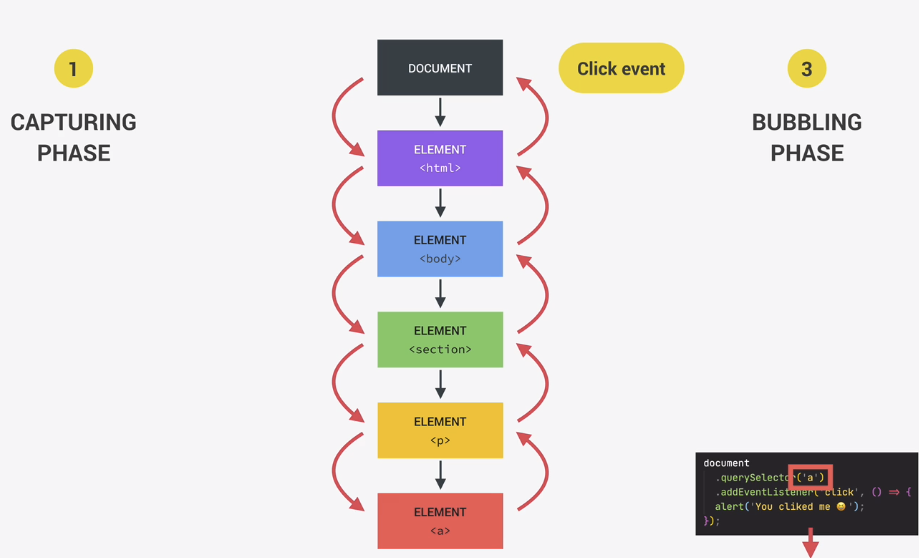 1
CAPTURING
PHASE
DOCUMENT
ELEMENT
<html>
ELEMENT
<body>
ELEMENT
<section>
ELEMENT
<p>
ELEMENT
<a>
Click event
3
BUBBLING
PHASE
document
.querySelector('a')
.addEventListener('click', () => {
alert('You cliked me 😄');
});